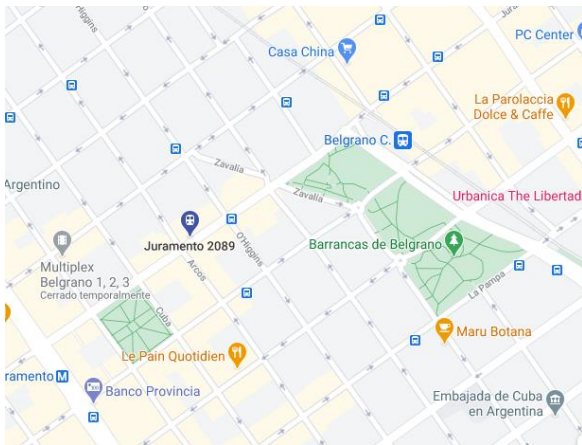 O'Higgins
Jura
PC Center
Casa China
La Parolaccia
Dolce & Caffe
Belgrano C.
Zavalia
Argentino
Zavalia
Urbanica The Libertad
Juramento 2089
O'Higgins
Barrancas de Belgrano
Multiplex
Belgrano 1, 2, 3
Cerrado temporalmente
Arcos
La Pampa
Cuba
Maru Botana
Le Pain Quotidien
uramento M
Banco Provincia
Embajada de Cuba
en Argentina